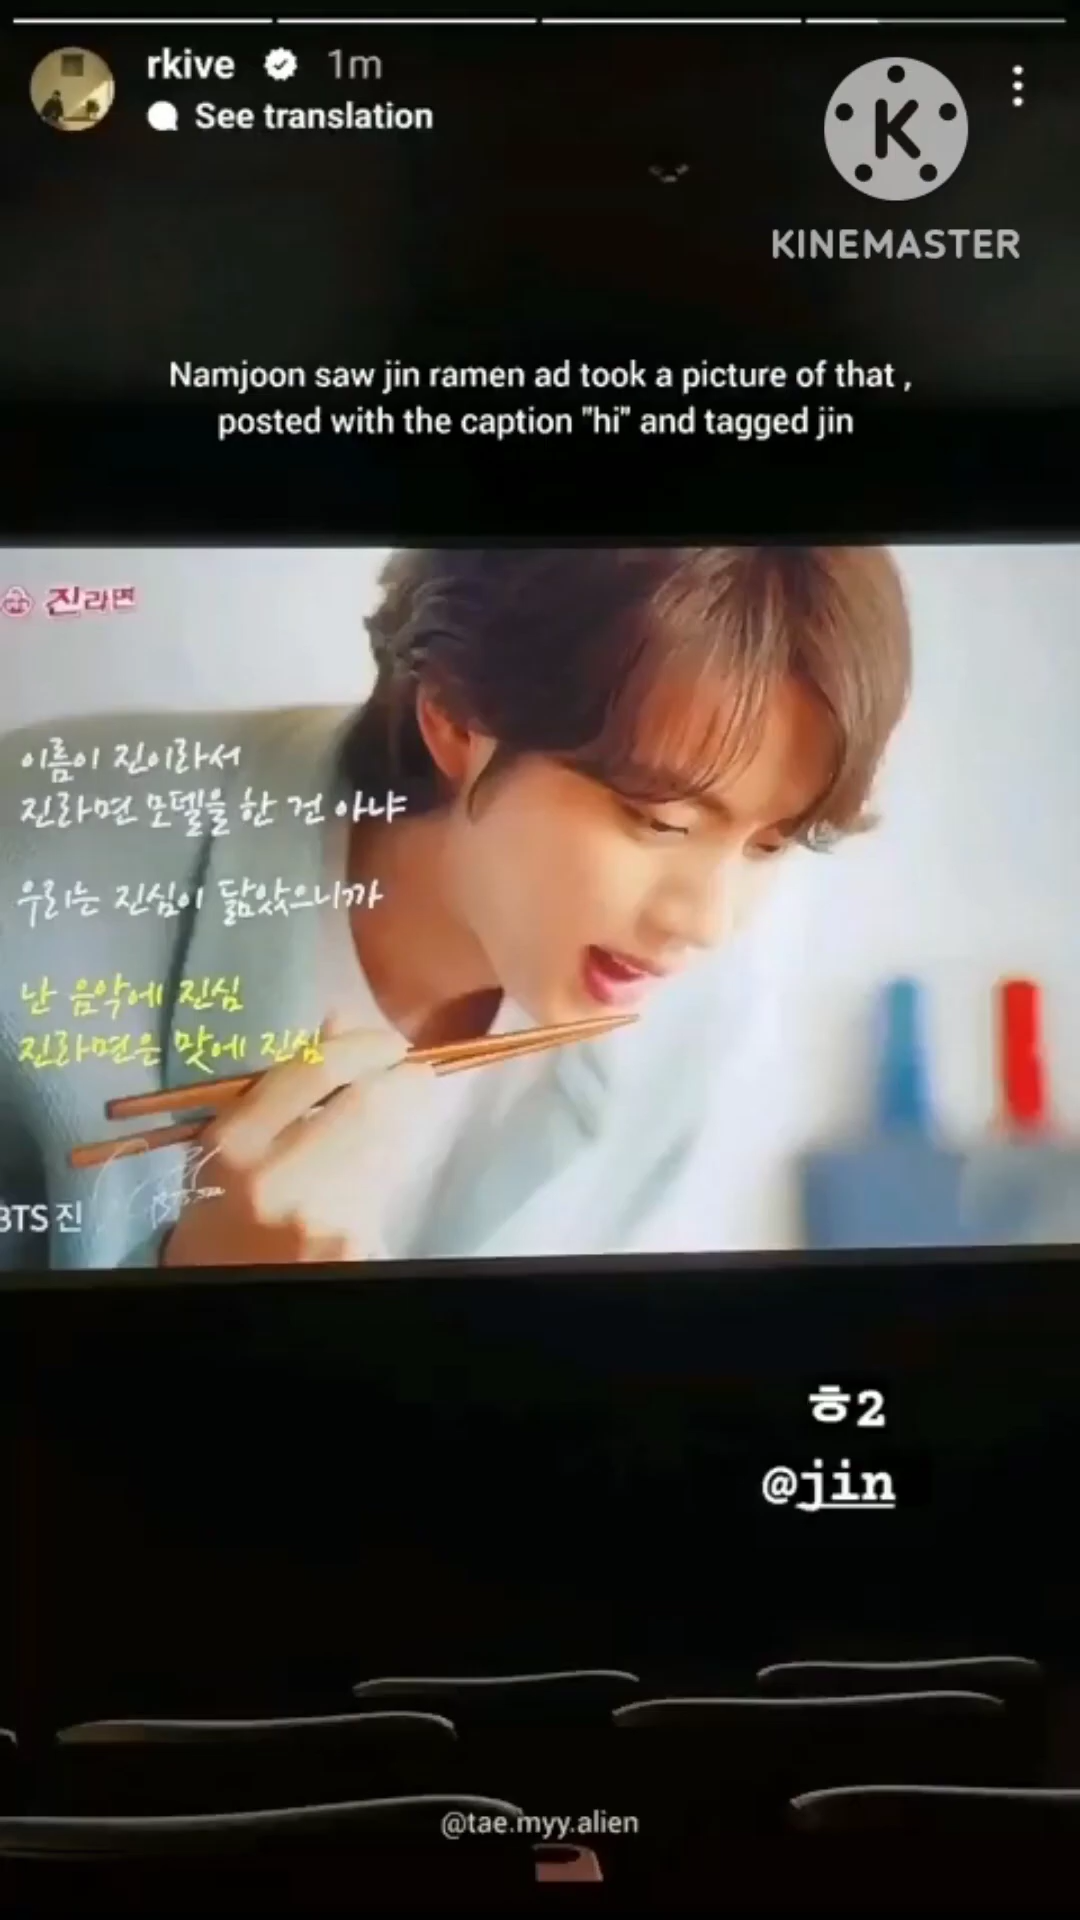 rkive 1m
See translation
K
KINEMASTER
Namjoon saw jin ramen ad took a picture of that ,
posted with the caption "hi" and tagged jin
진라면
이름이 진이라서
진라면 모델을 한 건 아냐
우리는 진심이 닮았으니까
난 음악에 진심
진라면은 맛에 진심
BTS 진
ㅎ2
@jin
@tae.myy.alien